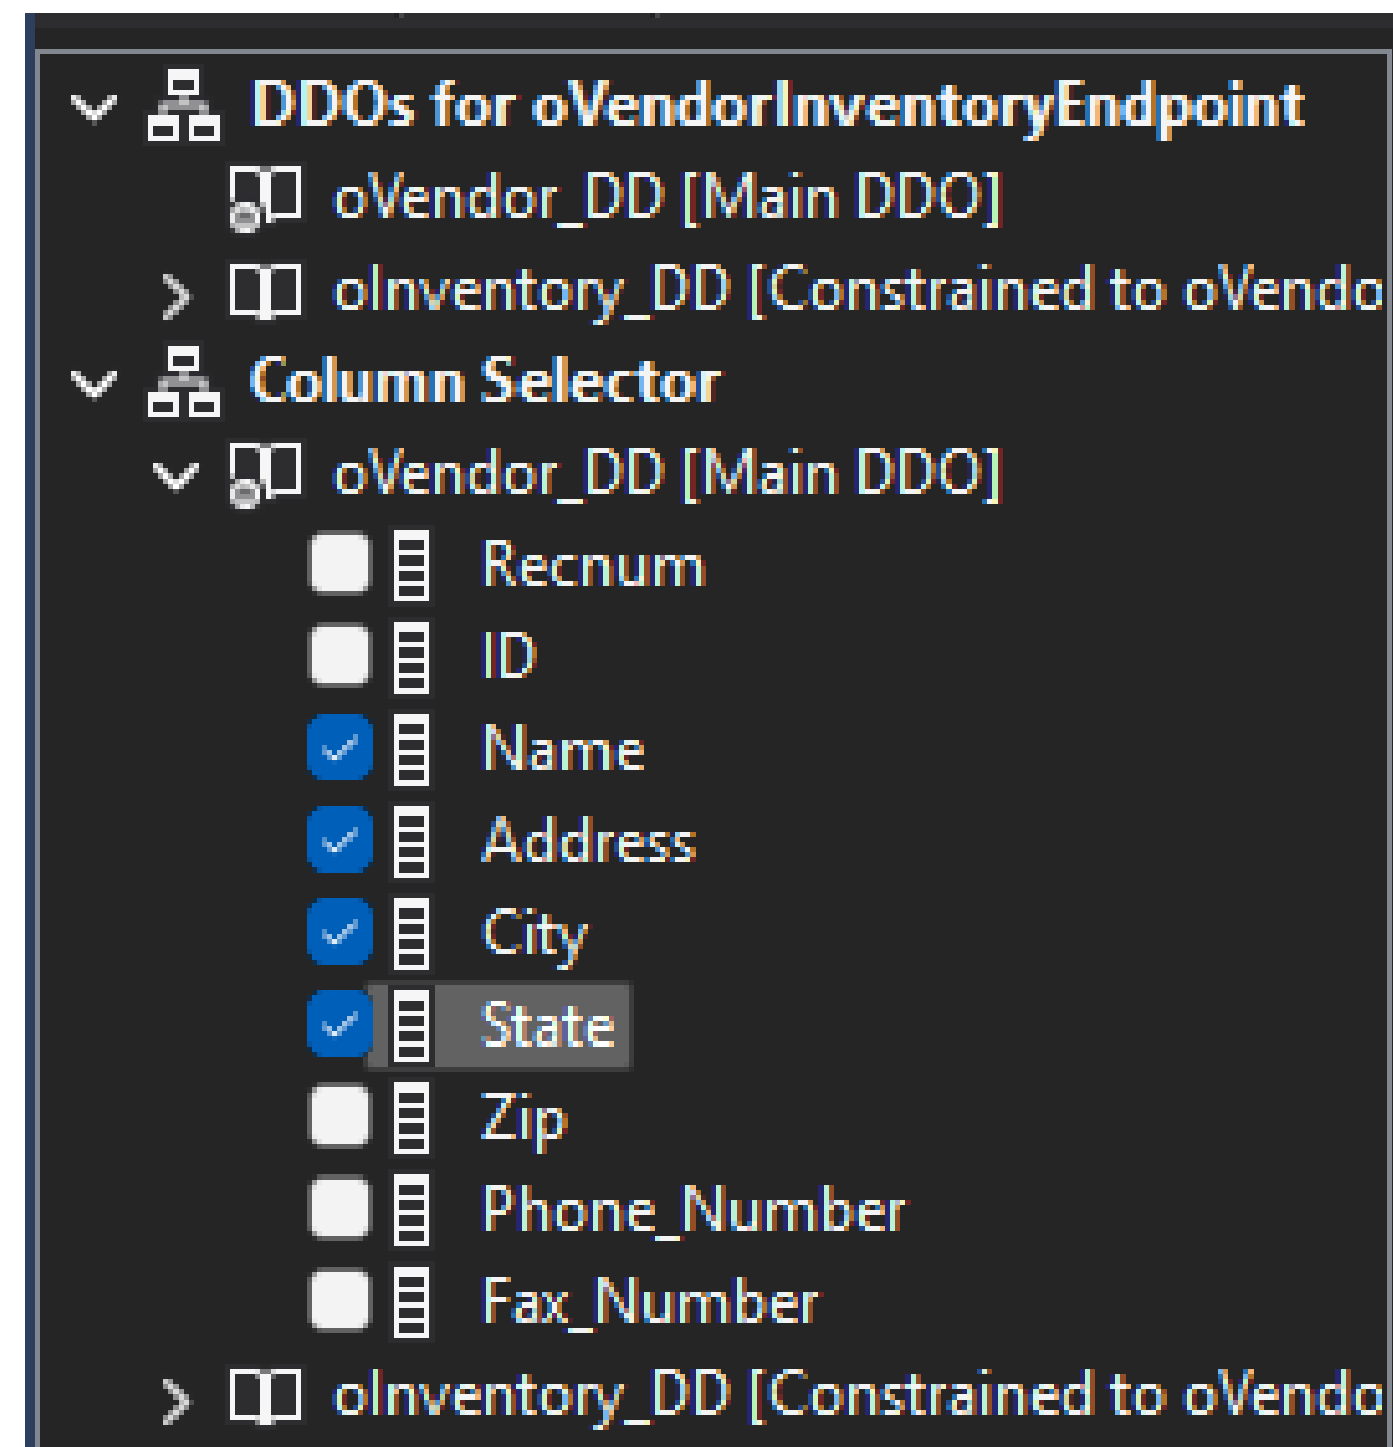 DDOs for oVendorInventoryEndpoint
oVendor_DD [Main DDO]
oInventory_DD [Constrained to oVendo
Column Selector
oVendor_DD [Main DDO]
Recnum
ID
Name
Address
City
State
Zip
Phone_Number
Fax_Number
oInventory_DD [Constrained to oVendo